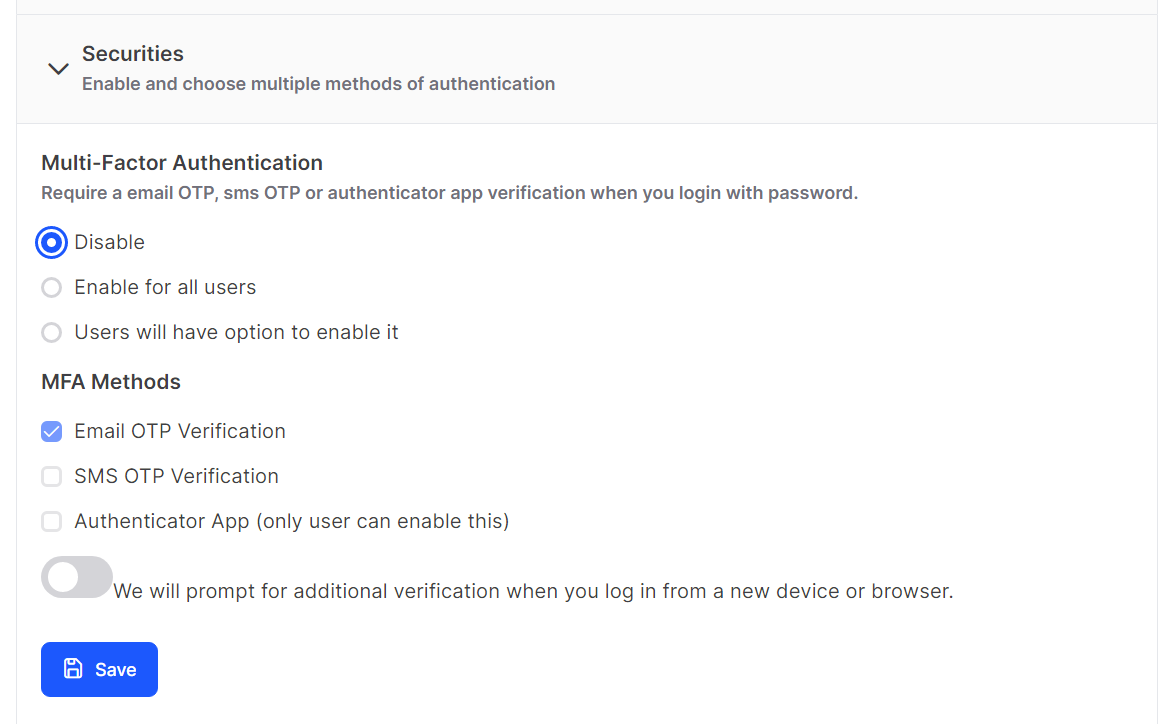 Securities
Enable and choose multiple methods of authentication
Multi-Factor Authentication
Require a email OTP, sms OTP or authenticator app verification when you login with password.
Disable
Enable for all users
Users will have option to enable it
MFA Methods
Email OTP Verification
SMS OTP Verification
Authenticator App (only user can enable this)
We will prompt for additional verification when you log in from a new device or browser.
Save